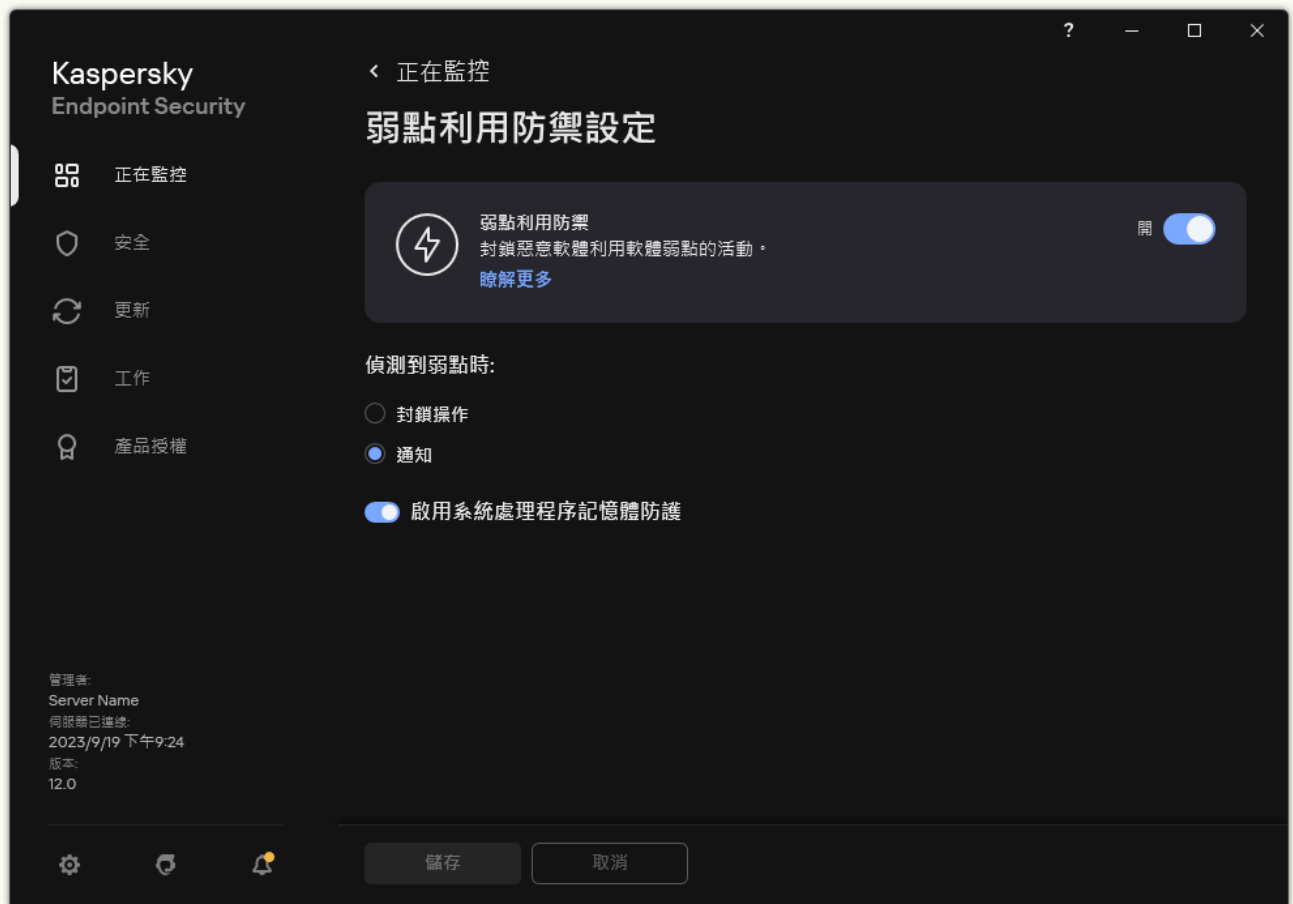 ?
Kaspersky
Endpoint Security
正在監控
安全
更新
工作
產品授權
管理者:
Server Name
伺服器已連線:
2023/9/19 下午9:24
版本:
12.0
正在監控
弱點利用防禦設定
弱點利用防禦
封鎖惡意軟體利用軟體弱點的活動。
瞭解更多
開
偵測到弱點時:
封鎖操作
通知
啟用系統處理程序記憶體防護
儲存
取消